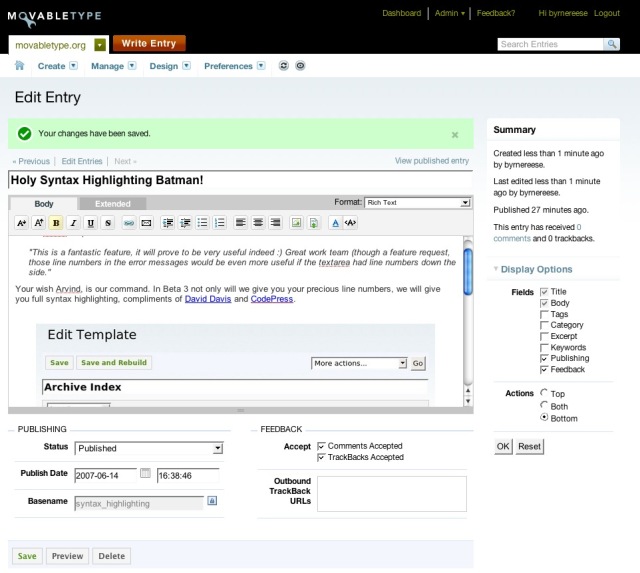 MOVABLETYPE
Dashboard Admin Feedback? Hi byrnereese Logout
movabletype.org Write Entry Search Entries
Create Manage Design Preferences
Edit Entry
Your changes have been saved.
« Previous Edit Entries Next » View published entry
Holy Syntax Highlighting Batman!
Body Extended Format: Rich Text
"This is a fantastic feature, it will prove to be very useful indeed :) Great work team (though a feature request,
those line numbers in the error messages would be even more useful if the textarea had line numbers down the
side."
Your wish Arvind, is our command. In Beta 3 not only will we give you your precious line numbers, we will give
you full syntax highlighting, compliments of David Davis and CodePress.
Edit Template
Save Save and Rebuild More actions... Go
Archive Index
PUBLISHING
Status Published
Publish Date 2007-06-14 16:38:46
Basename syntax_highlighting
FEEDBACK
Accept Comments Accepted
TrackBacks Accepted
Outbound
TrackBack
URLs
Save Preview Delete
Summary
Created less than 1 minute ago
by byrnereese.
Last edited less than 1 minute
ago by byrnereese.
Published 27 minutes ago.
This entry has received 0
comments and 0 trackbacks.
Display Options
Fields Title
Body
Tags
Category
Excerpt
Keywords
Publishing
Feedback
Actions Top
Both
Bottom
OK Reset